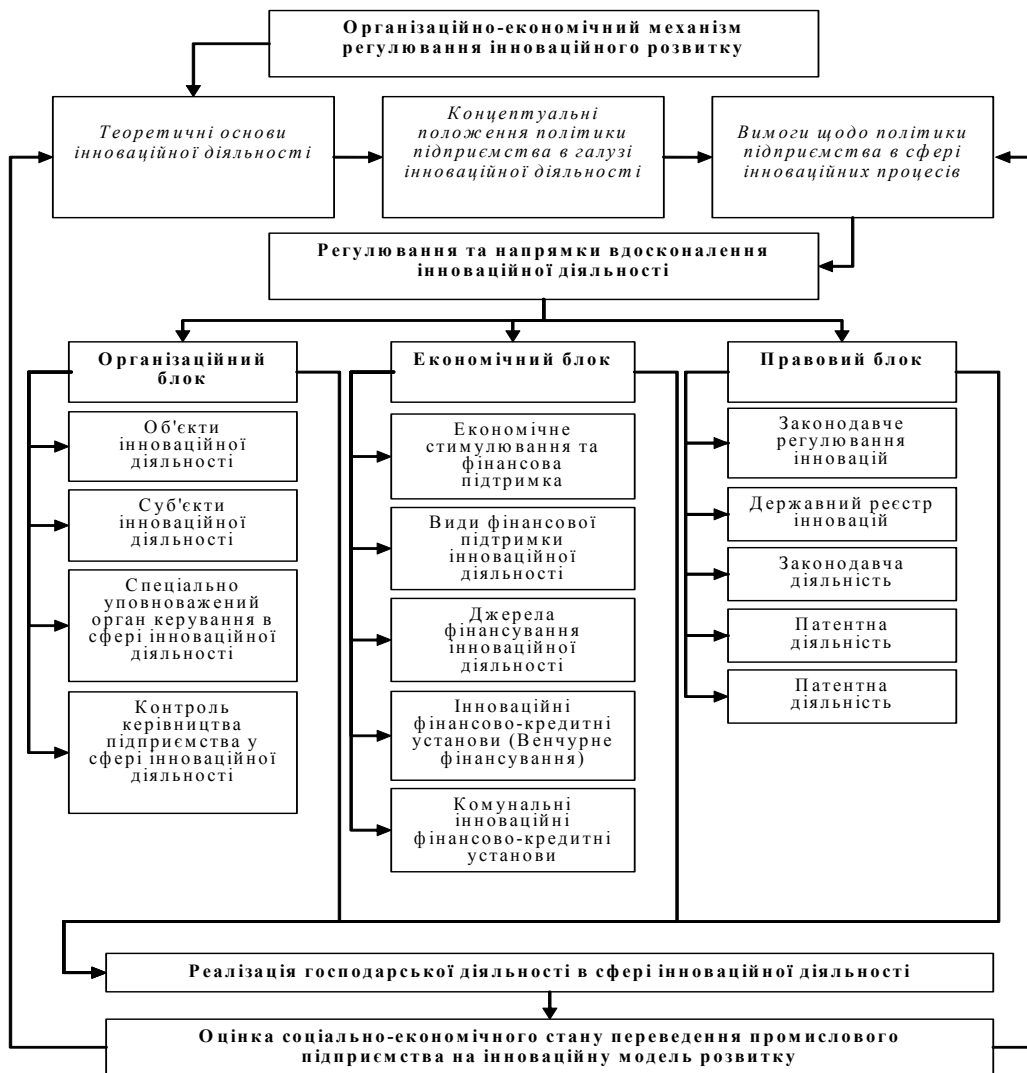 Організаційно-економічний механізм
регулювання інноваційного розвитку
Теоретичні основи
інноваційної діяльності
Концептуальні
положення політики
підприємства в галузі
інноваційної діяльності
Вимоги щодо політики
підприємства в сфері
інноваційних процесів
Регулювання та напрямки вдосконалення
інноваційної діяльності
Організаційний
блок
Об'єкти
інноваційної
діяльності
Суб'єкти
інноваційної
діяльності
Спеціально
уповноважений
орган керування в
сфері інноваційної
діяльності
Контроль
керівництва
підприємства у
сфері інноваційної
діяльності
Економічний блок
Економічне
стимулювання та
фінансова
підтримка
Види фінансової
підтримки
інноваційної
діяльності
Джерела
фінансування
інноваційної
діяльності
Інноваційні
фінансово-кредитні
установи (Венчурне
фінансування)
Комунальні
інноваційні
фінансово-кредитні
установи
Правовий блок
Законодавче
регулювання
інновацій
Державний реєстр
інновацій
Законодавча
діяльність
Патентна
діяльність
Патентна
діяльність
Реалізація господарської діяльності в сфері інноваційної діяльності
Оцінка соціально-економічного стану переведення промислового
підприємства на інноваційну модель розвитку